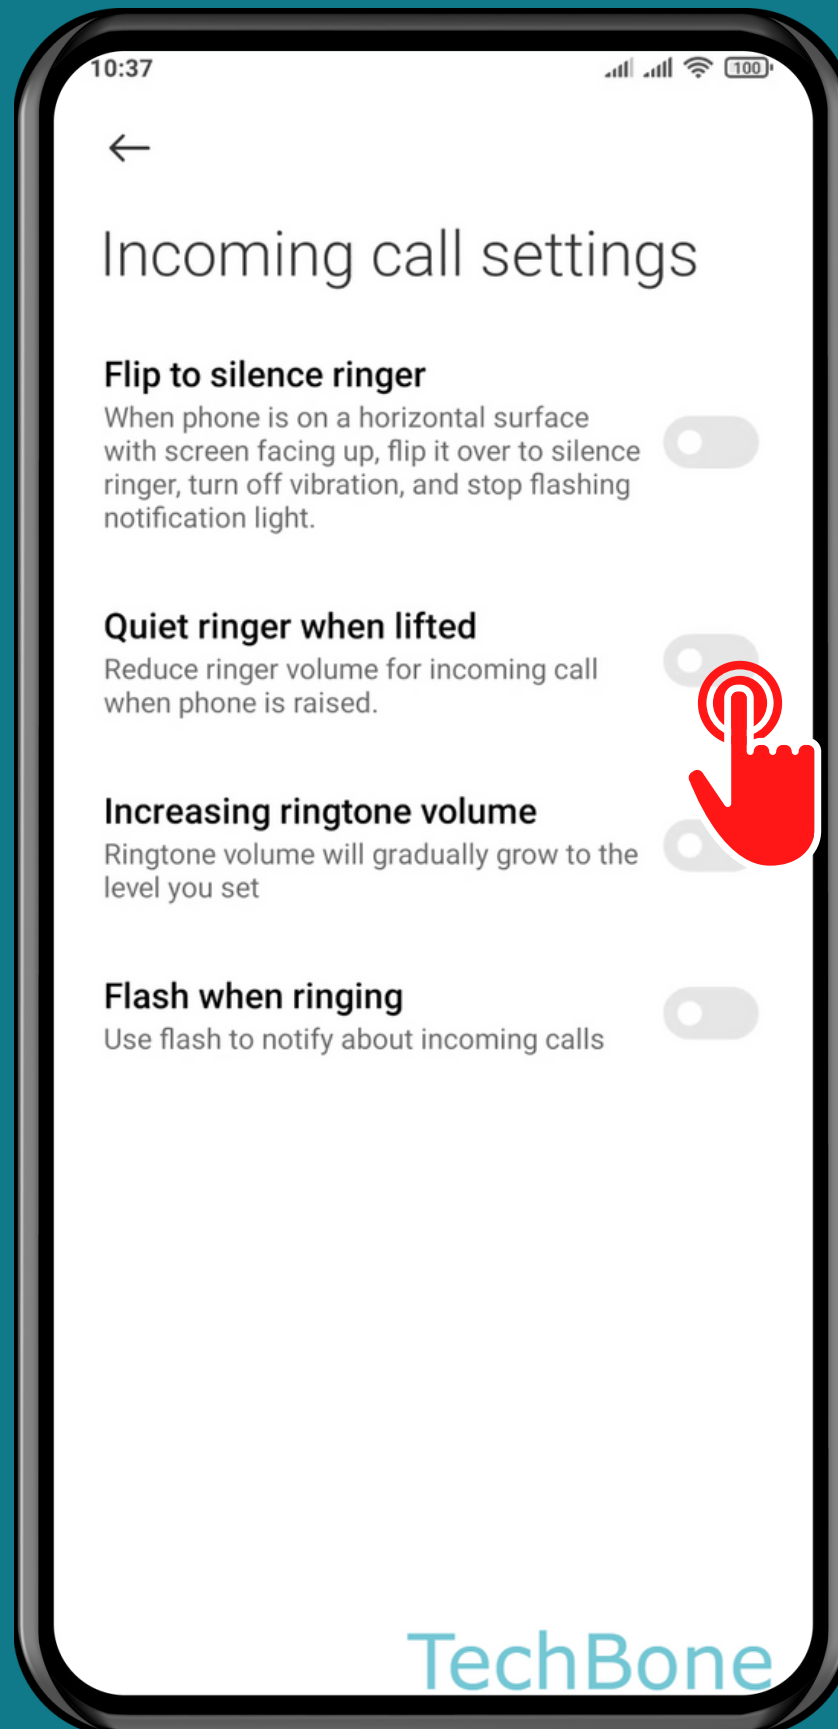 10:37
100
Incoming call settings
Flip to silence ringer
When phone is on a horizontal surface
with screen facing up, flip it over to silence
ringer, turn off vibration, and stop flashing
notification light.
Quiet ringer when lifted
Reduce ringer volume for incoming call
when phone is raised.
Increasing ringtone volume
Ringtone volume will gradually grow to the
level you set
Flash when ringing
Use flash to notify about incoming calls
TechBone